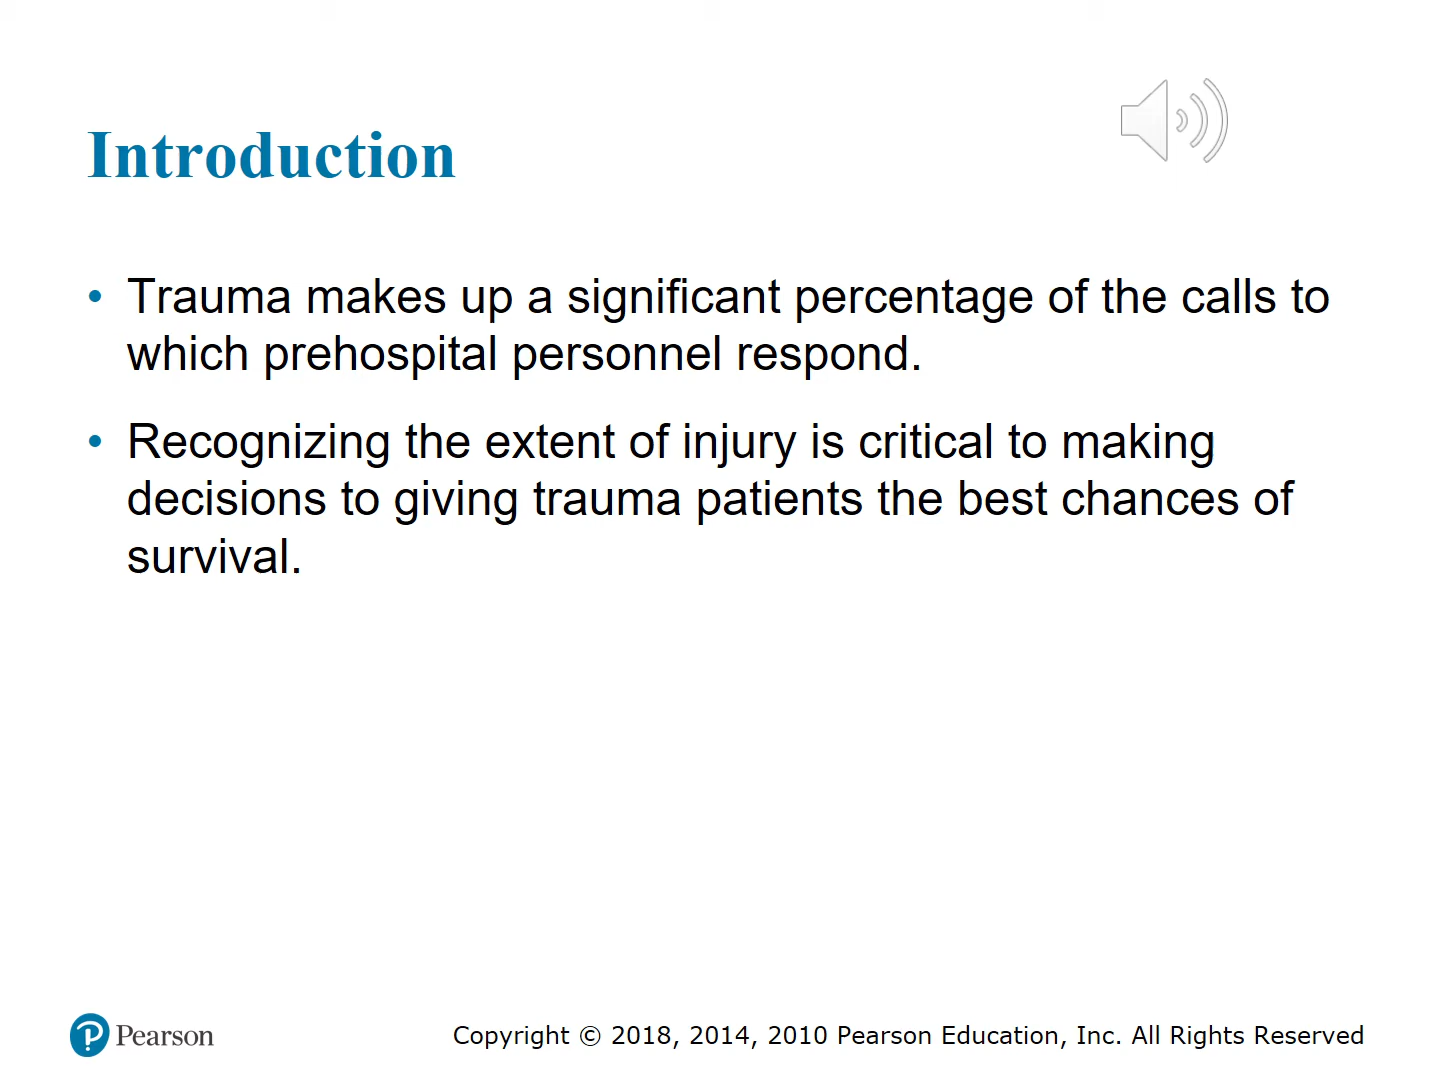 Introduction
• Trauma makes up a significant percentage of the calls to
which prehospital personnel respond.
• Recognizing the extent of injury is critical to making
decisions to giving trauma patients the best chances of
survival.
Pearson
Copyright © 2018, 2014, 2010 Pearson Education, Inc. All Rights Reserved